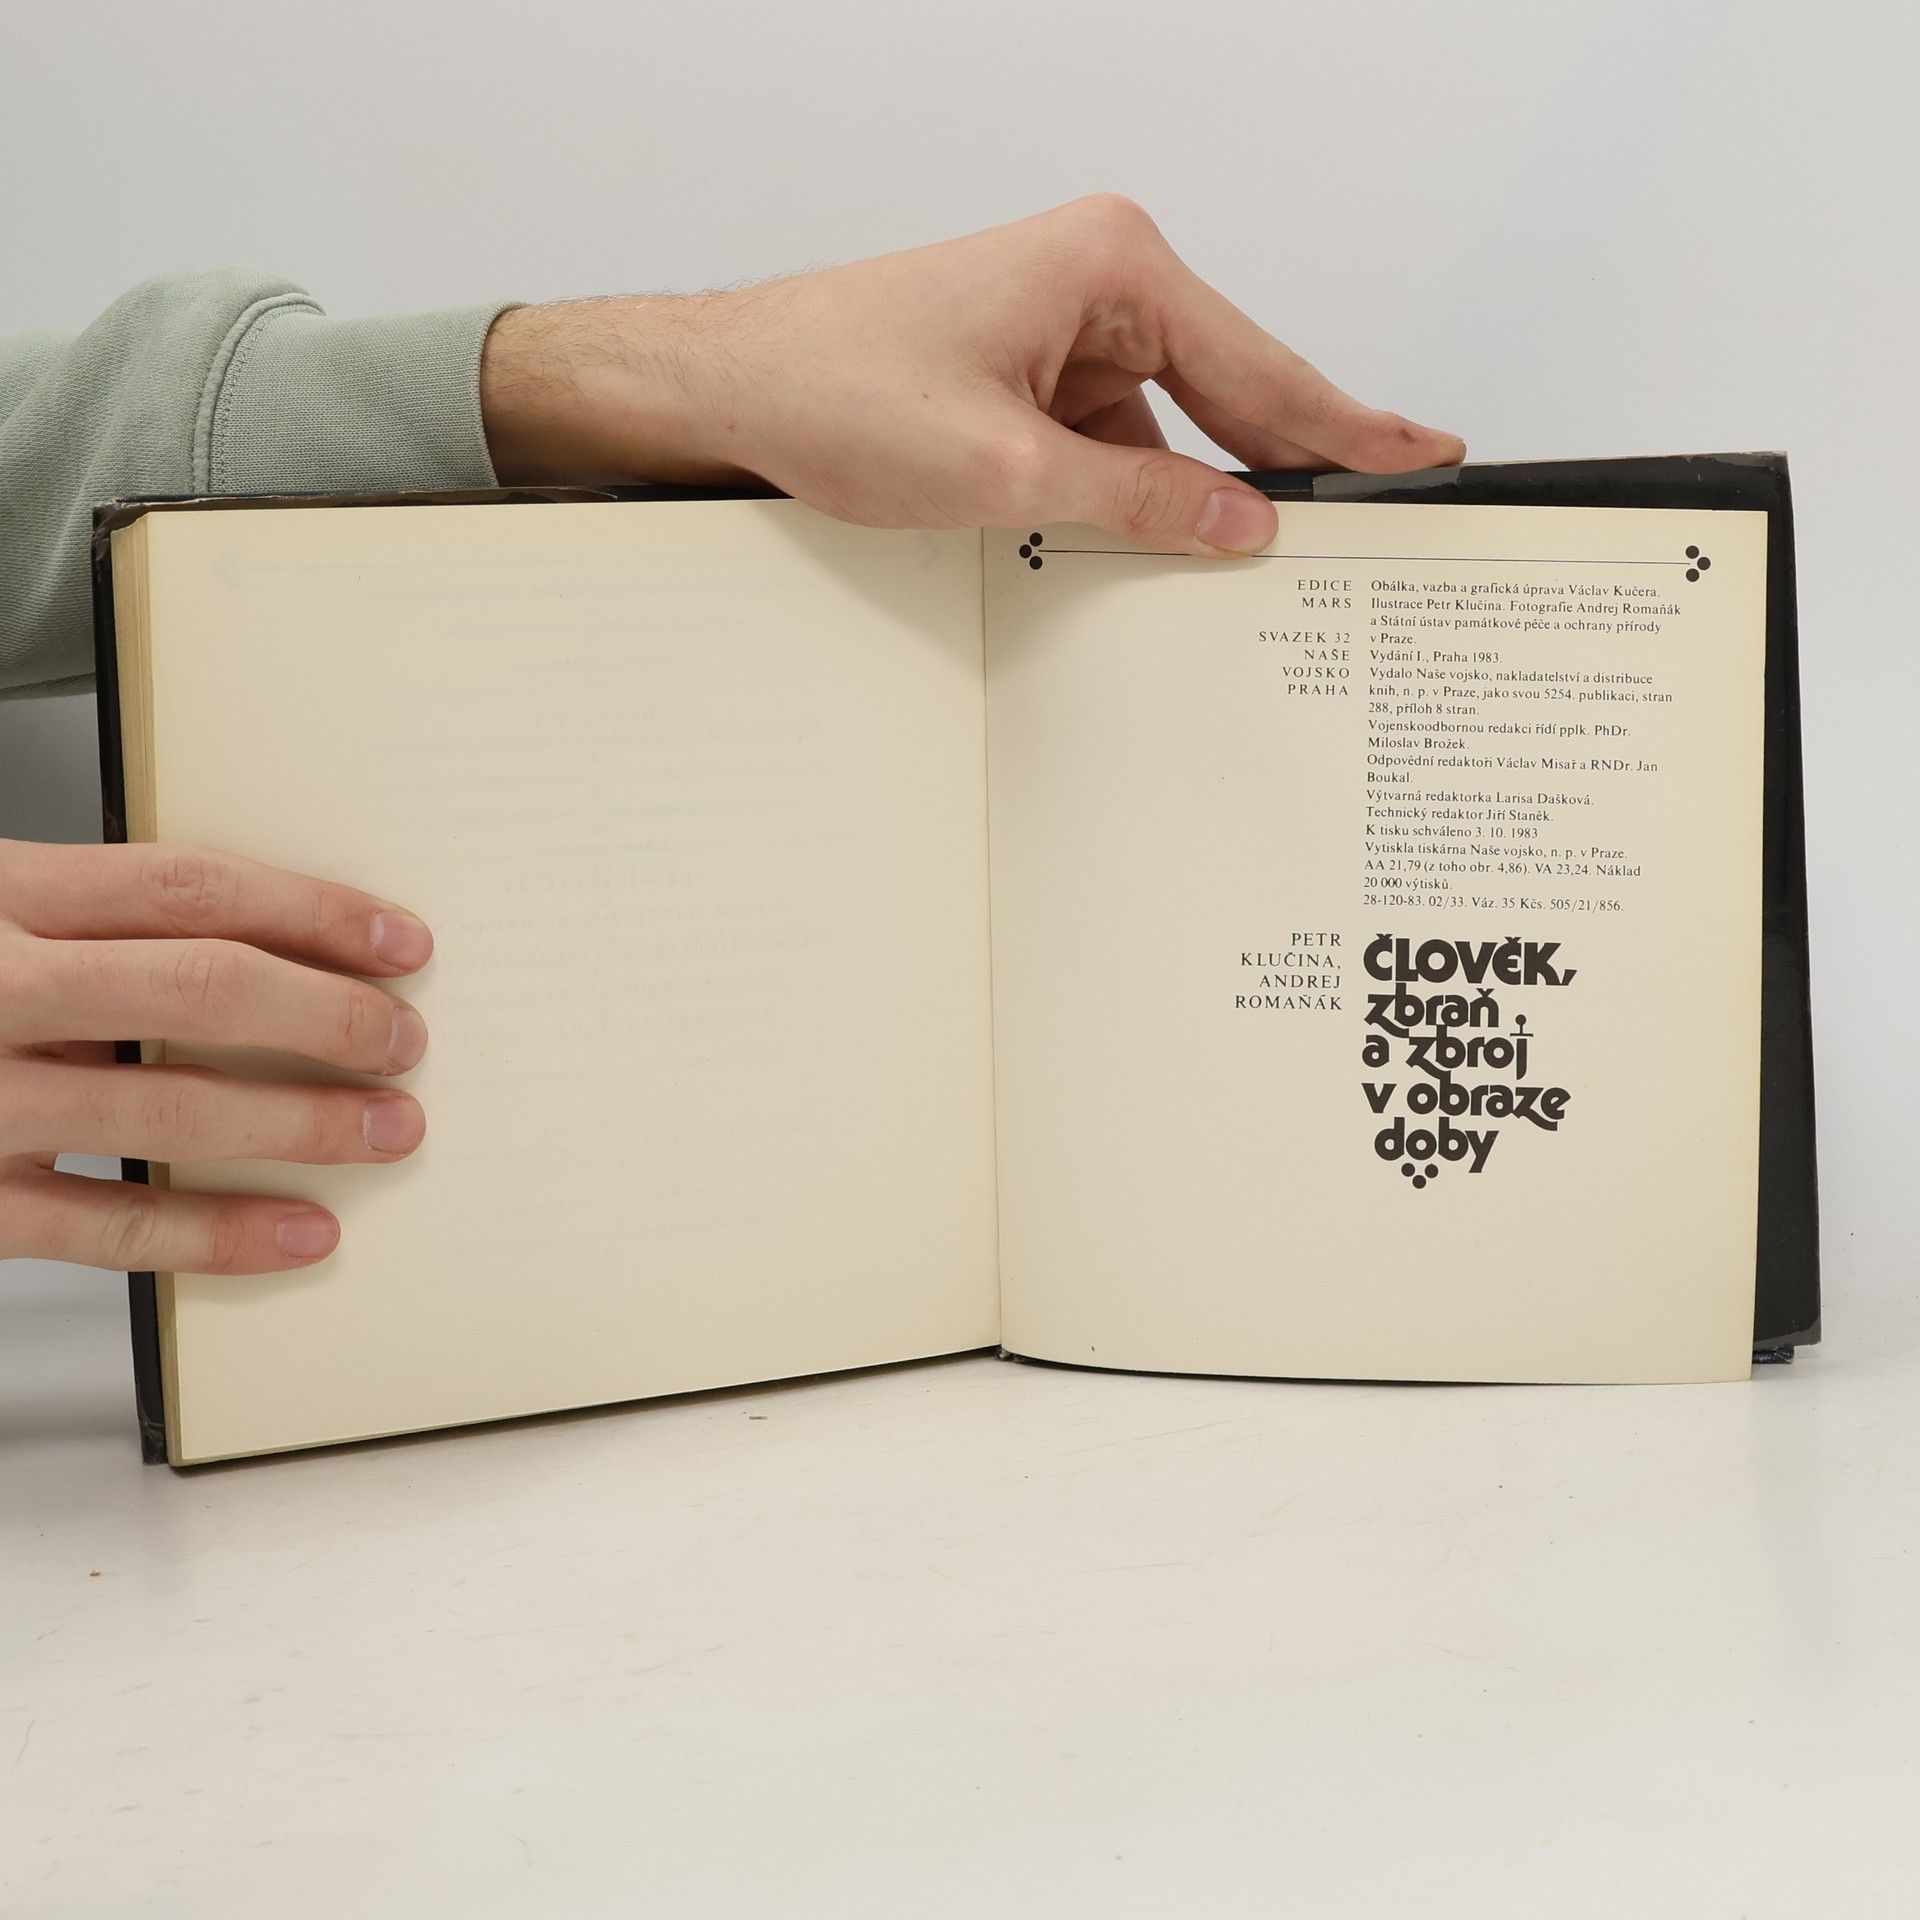 EDICE
MARS
SVAZEK 32
NAŠE
VOJSKO
PRAHA
Obálka, vazba a grafická úprava Václav Kučera.
Ilustrace Petr Klučina. Fotografie Andrej Romaňák
a Státní ústav památkové péče a ochrany přírody
v Praze.
Vydání I., Praha 1983.
Vydalo Naše vojsko, nakladatelství a distribuce
knih, n. p. v Praze, jako svou 5254. publikaci, stran
288, příloh 8 stran.
Vojenskoodbornou redakci řídí pplk. PhDr.
Miloslav Brožek.
Odpovědní redaktoři Václav Misař a RNDr. Jan
Boukal.
Výtvarná redaktorka Larisa Dašková.
Technický redaktor Jiří Staněk.
K tisku schváleno 3. 10. 1983
Vytiskla tiskárna Naše vojsko, n. p. v Praze.
AA 21,79 (z toho obr. 4,86). VA 23,24. Náklad
20 000 výtisků.
28-120-83. 02/33. Váz. 35 Kčs. 505/21/856.
PETR
KLUČINA,
ANDREJ
ROMAŇÁK
ČLOVĚK,
zbraň
a zbroj
v obraze
doby